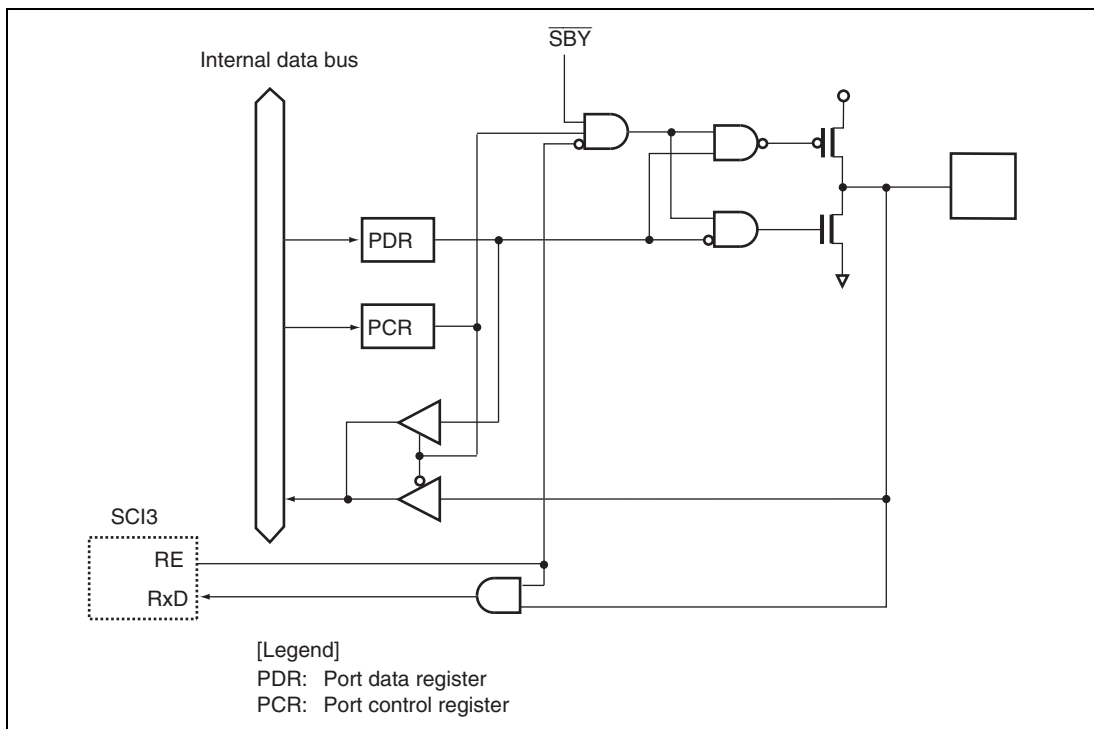 SBY
Internal data bus
PDR
PCR
SCI3
RE
RxD
[Legend]
PDR: Port data register
PCR: Port control register